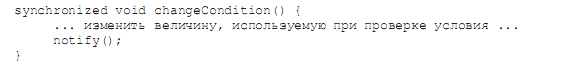 synchronized void changeCondition() {
... изменить величину, используемую при проверке условия ...
notify();
}